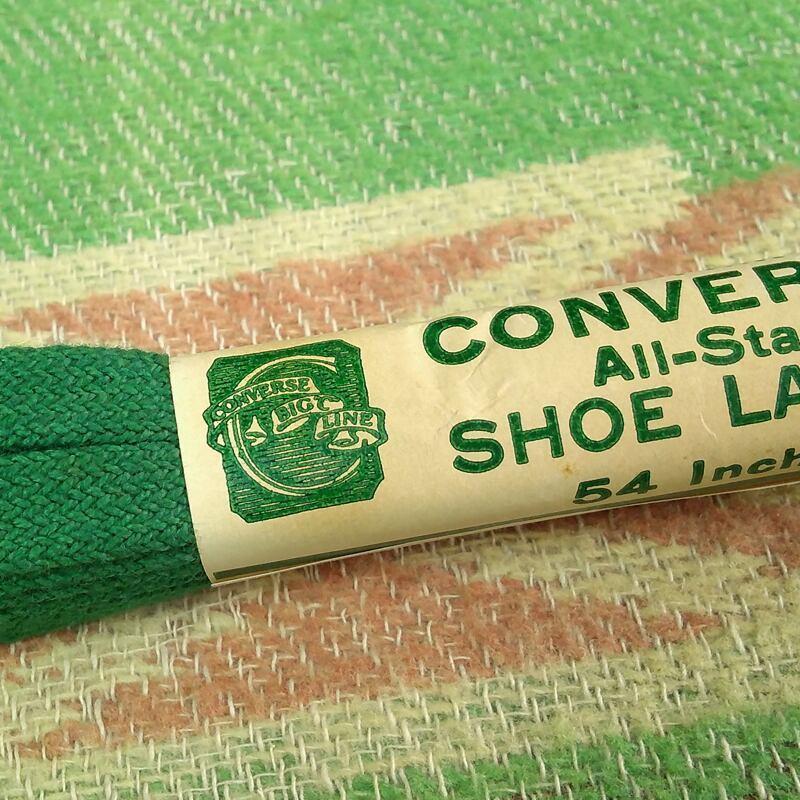 CONVERSE
"BIG C"
LINE
CONVER
All-Sta
SHOE LA
54 Inch